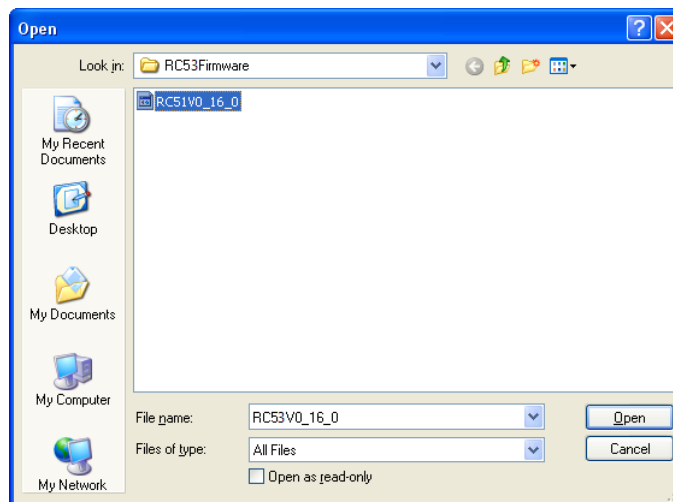 Open
Look in: RC53Firmware
RC51V0_16_0
My Recent
Documents
Desktop
My Documents
My Computer
My Network
File name: RC53V0_16_0 Open
Files of type: All Files Cancel
Open as read-only